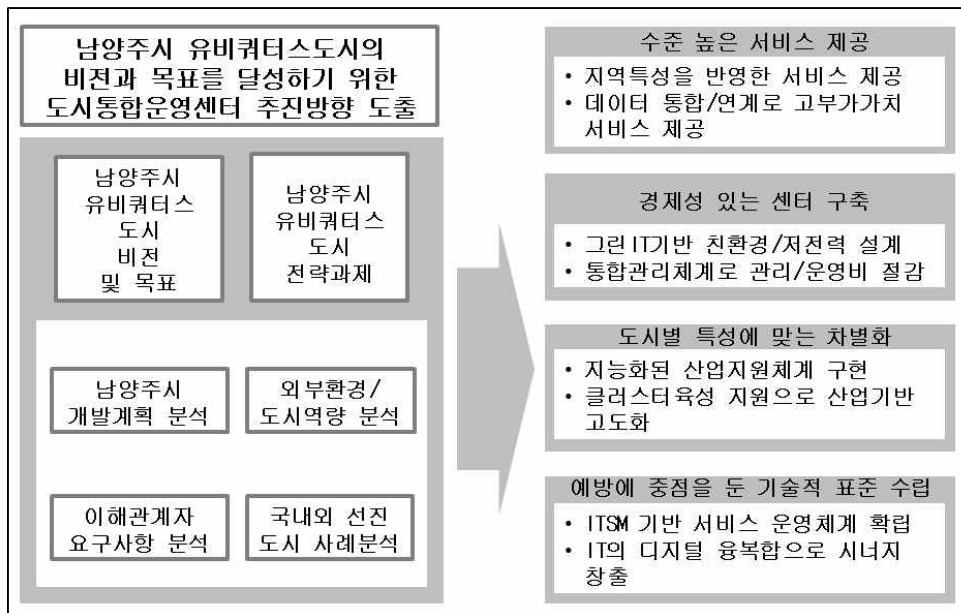 남양주시 유비쿼터스도시의
비전과 목표를 달성하기 위한
도시통합운영센터 추진방향 도출
남양주시
유비쿼터스
도시
비전
및 목표
남양주시
유비쿼터스
도시
전략과제
남양주시
개발계획 분석
외부환경/
도시역량 분석
이해관계자
요구사항 분석
국내외 선진
도시 사례분석
수준 높은 서비스 제공
• 지역특성을 반영한 서비스 제공
• 데이터 통합/연계로 고부가가치
서비스 제공
경제성 있는 센터 구축
• 그린IT기반 친환경/저전력 설계
• 통합관리체계로 관리/운영비 절감
도시별 특성에 맞는 차별화
• 지능화된 산업지원체계 구현
• 클러스터육성 지원으로 산업기반
고도화
예방에 중점을 둔 기술적 표준 수립
• ITSM 기반 서비스 운영체계 확립
• IT의 디지털 융복합으로 시너지
창출